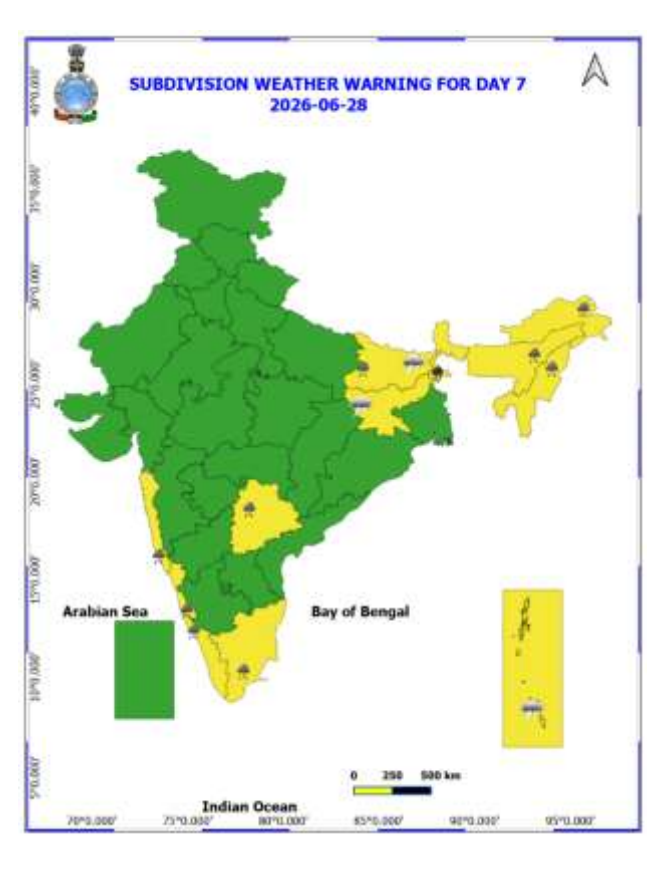 SUBDIVISION WEATHER WARNING FOR DAY 7
2026-06-28
40°0.000'
35°0.000'
30°0.000'
25°0.000'
20°0.000'
15°0.000'
10°0.000'
5°0.000'
Arabian Sea
Bay of Bengal
0 250 500 km
Indian Ocean
70°0.000' 75°0.000' 80°0.000' 85°0.000' 90°0.000' 95°0.000'